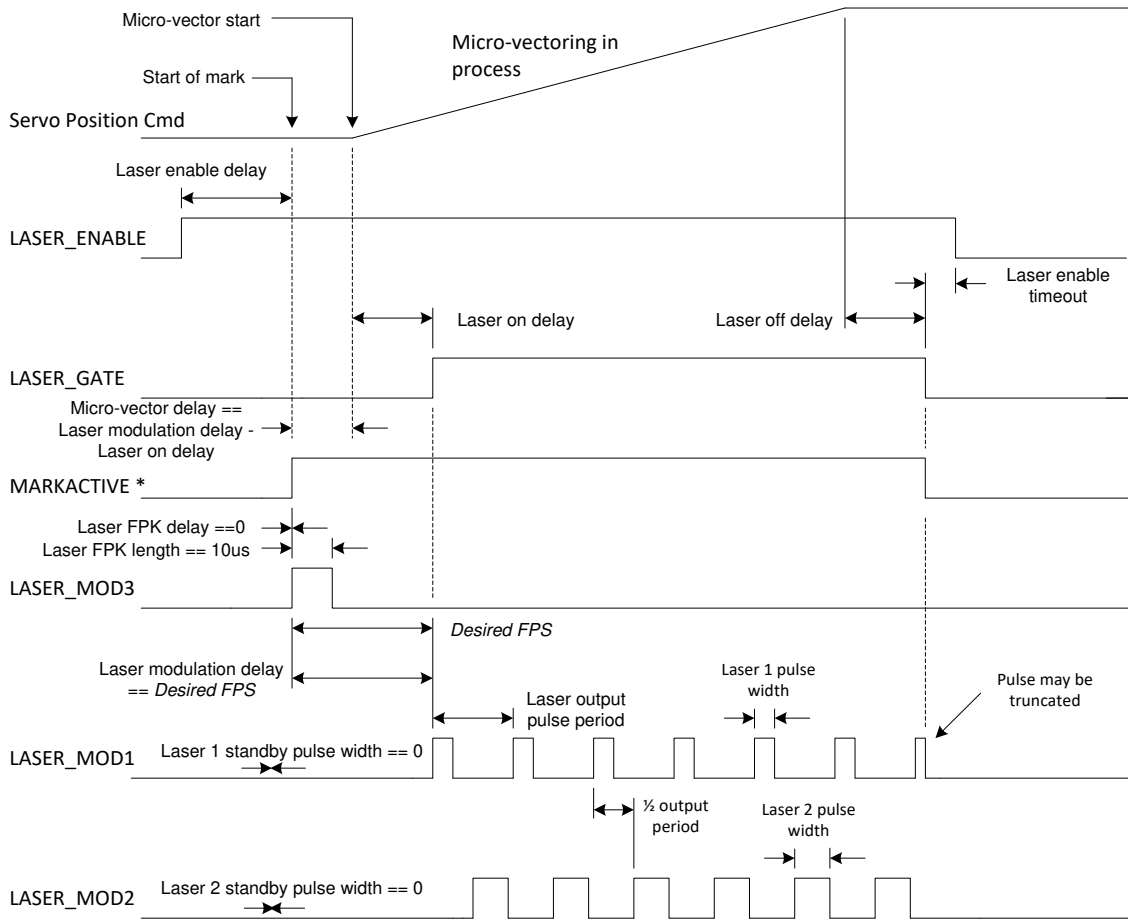 Micro-vector start
Micro-vectoring in
process
Start of mark
Servo Position Cmd
Laser enable delay
LASER_ENABLE
Laser enable
timeout
Laser on delay
Laser off delay
LASER_GATE
Micro-vector delay ==
Laser modulation delay -
Laser on delay
MARKACTIVE *
Laser FPK delay ==0
Laser FPK length == 10us
LASER_MOD3
Desired FPS
Laser modulation delay
== Desired FPS
Laser output
pulse period
Laser 1 pulse
width
Pulse may be
truncated
LASER_MOD1
Laser 1 standby pulse width == 0
½ output
period
Laser 2 pulse
width
LASER_MOD2
Laser 2 standby pulse width == 0